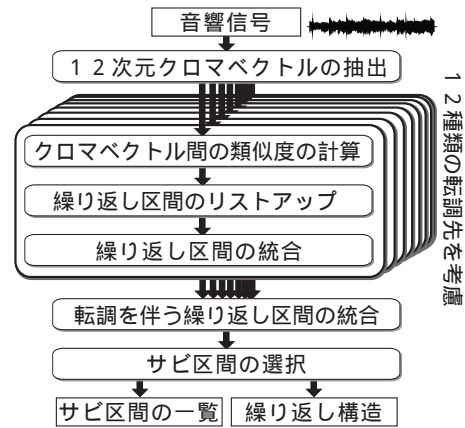 音響信号
１２次元クロマベクトルの抽出
クロマベクトル間の類似度の計算
繰り返し区間のリストアップ
繰り返し区間の統合
１２種類の転調先を考慮
転調を伴う繰り返し区間の統合
サビ区間の選択
サビ区間の一覧
繰り返し構造